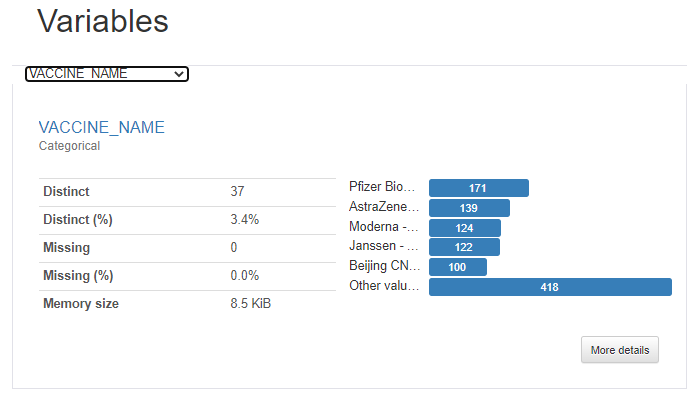 Variables
VACCINE_NAME
VACCINE_NAME
Categorical
Distinct 37
Distinct (%) 3.4%
Missing 0
Missing (%) 0.0%
Memory size 8.5 KiB
Pfizer Bio… 171
AstraZene… 139
Moderna -… 124
Janssen - … 122
Beijing CN… 100
Other valu… 418
More details